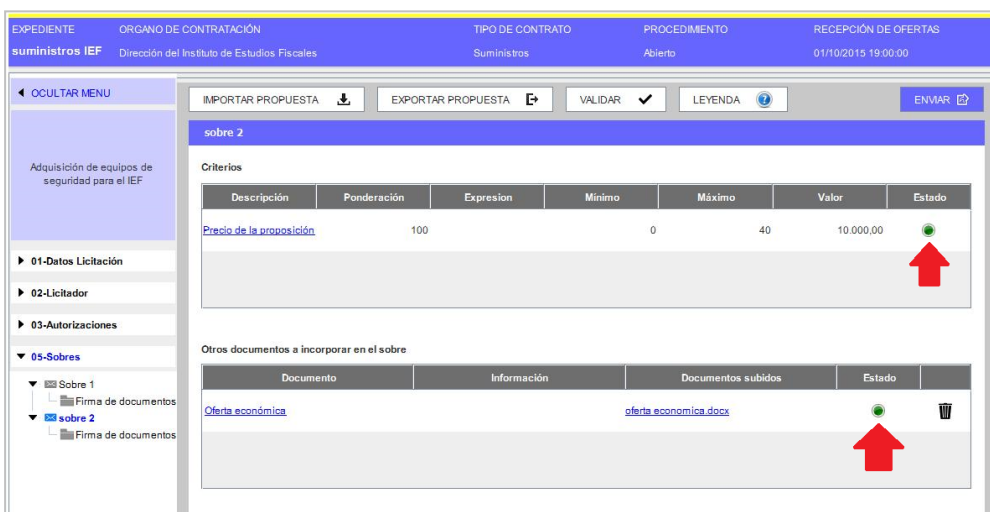 EXPEDIENTE ORGANO DE CONTRATACIÓN TIPO DE CONTRATO PROCEDIMIENTO RECEPCIÓN DE OFERTAS
suministros IEF Dirección del Instituto de Estudios Fiscales Suministros Abierto 01/10/2015 19:00:00
OCULTAR MENU
IMPORTAR PROPUESTA EXPORTAR PROPUESTA VALIDAR LEYENDA ? ENVIAR
sobre 2
Adquisición de equipos de
seguridad para el IEF
Criterios
Descripción Ponderación Expresion Mínimo Máximo Valor Estado
Precio de la proposición 100 0 40 10.000,00
01-Datos Licitación
02-Licitador
03-Autorizaciones
05-Sobres
Sobre 1
Firma de documentos
sobre 2
Firma de documentos
Otros documentos a incorporar en el sobre
Documento Información Documentos subidos Estado
Oferta económica oferta economica.docx